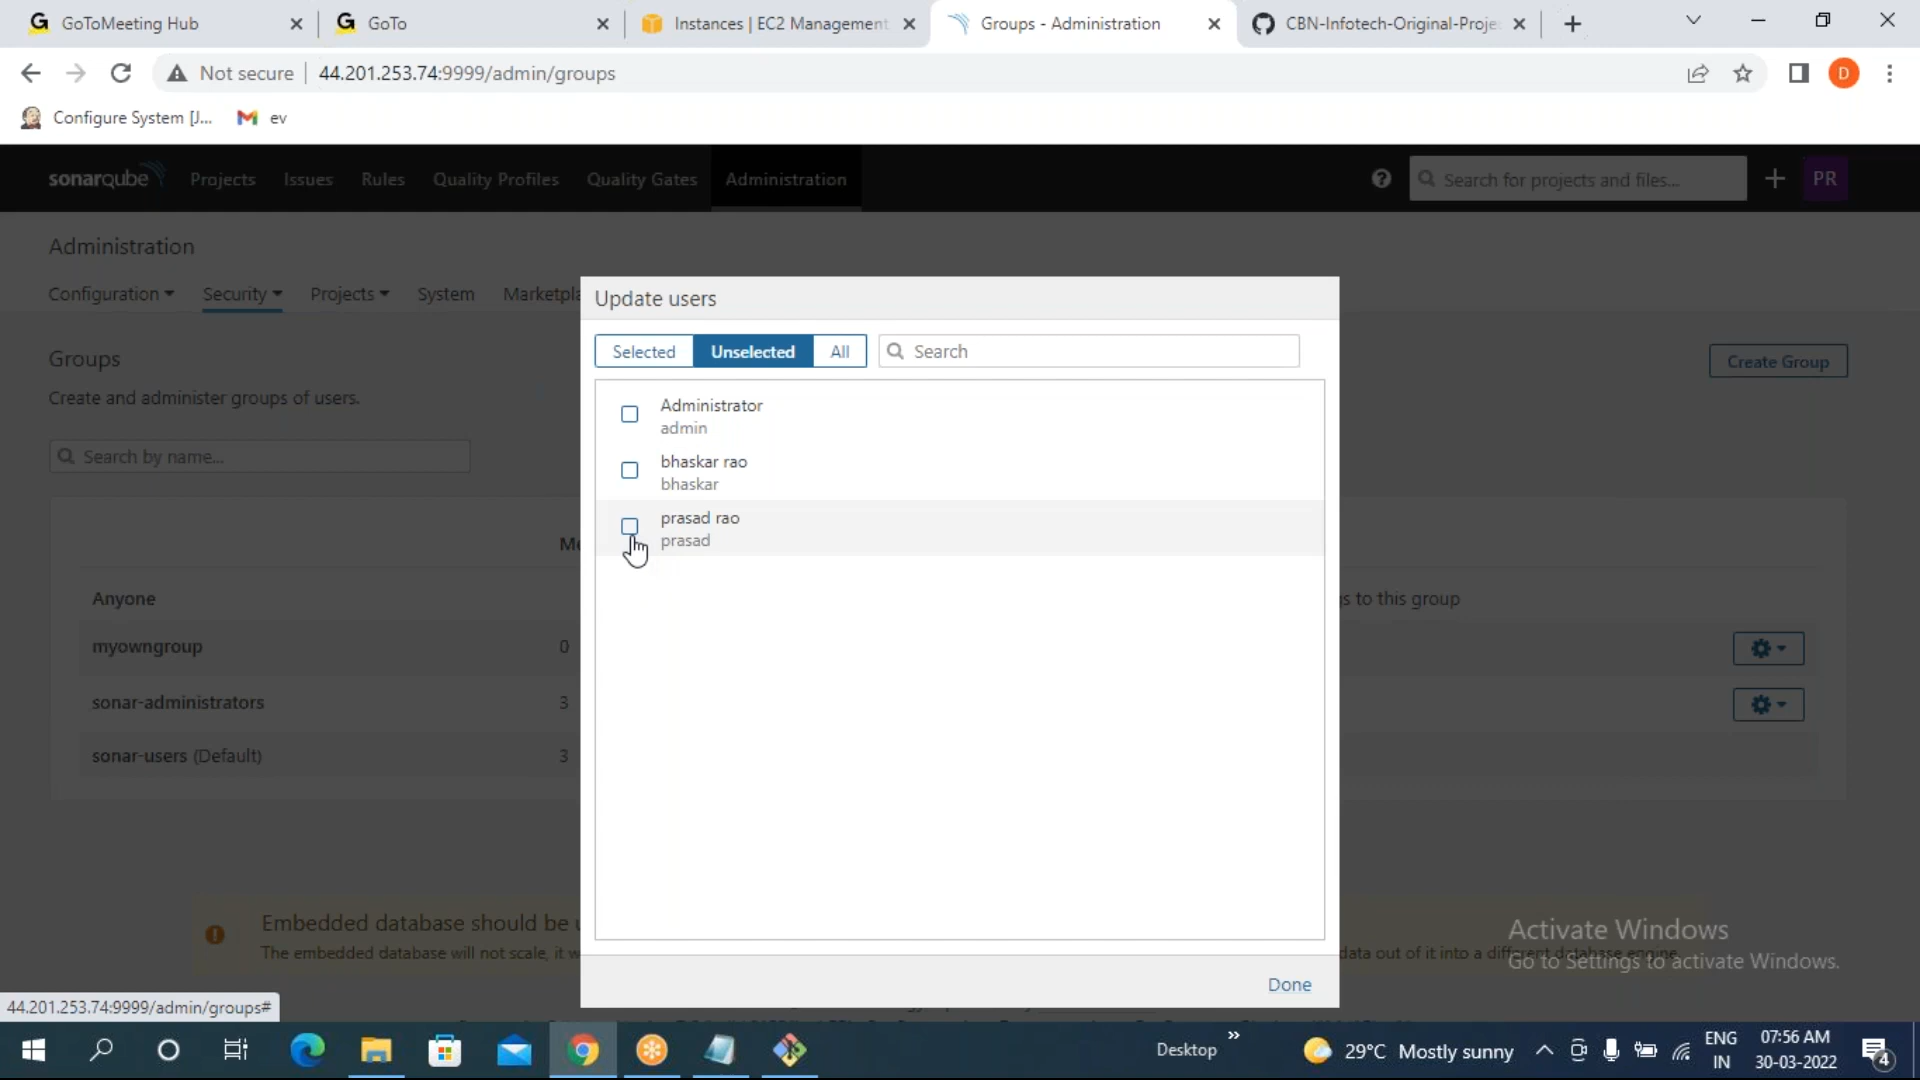 GoToMeeting Hub
GoTo
Instances | EC2 Management
Groups - Administration
CBN-Infotech-Original-Proje
Not secure
44.201.253.74:9999/admin/groups
D
Configure System [J...
ev
sonarqube
Projects
Issues
Rules
Quality Profiles
Quality Gates
Administration
Search for projects and files...
PR
Administration
Configuration
Security
Projects
System
Marketpla
Update users
Selected
Unselected
All
Search
Groups
Create Group
Create and administer groups of users.
Search by name...
Administrator
admin
bhaskar rao
bhaskar
prasad rao
prasad
Me
Anyone
s to this group
myowngroup
0
sonar-administrators
3
sonar-users (Default)
3
Embedded database should be u
The embedded database will not scale, it w
data out of it into a different database engine.
Activate Windows
Go to Settings to activate Windows.
Done
44.201.253.74:9999/admin/groups#
Desktop
29°C Mostly sunny
ENG
IN
07:56 AM
30-03-2022
4